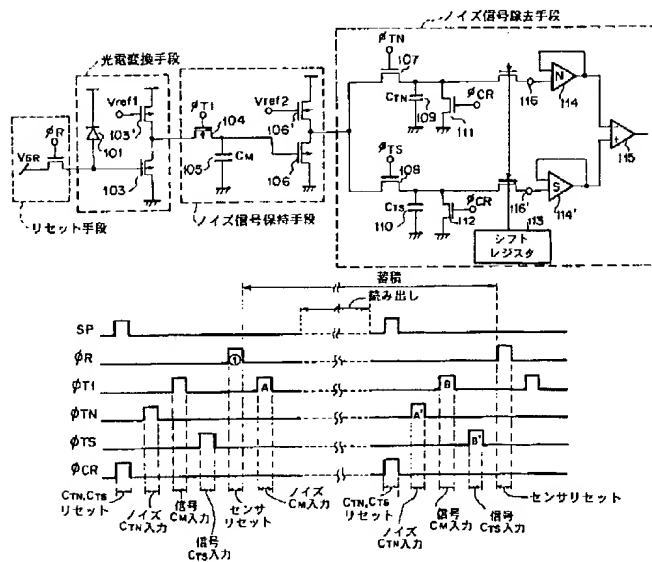 ノイズ信号除去手段
光電変換手段
リセット手段
ノイズ信号保持手段
VGR
φR
Vref1
103'
101
103
φT1
104
105
CM
Vref2
106'
106
φTN
107
CTN
109
φCR
111
φTS
108
CTS
110
φCR
112
116
N
114
116'
S
114'
115
113
シフト
レジスタ
蓄積
読み出し
SP
φR
①
φT1
A
B
φTN
A'
φTS
B'
φCR
CTN,CTS
リセット
ノイズ
CTN入力
信号
CM入力
信号
CTS入力
センサ
リセット
ノイズ
CM入力
CTN,CTS
リセット
ノイズ
CTN入力
信号
CM入力
信号
CTS入力
センサリセット